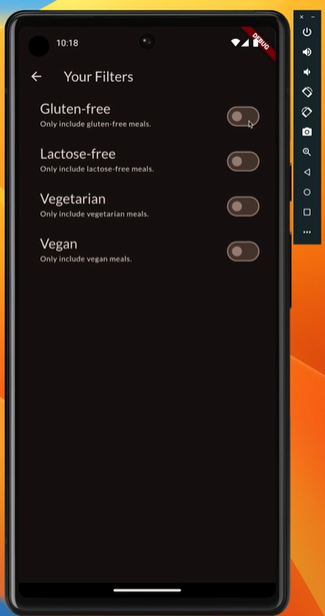 10:18
DEBUG
Your Filters
Gluten-free
Only include gluten-free meals.
Lactose-free
Only include lactose-free meals.
Vegetarian
Only include vegetarian meals.
Vegan
Only include vegan meals.